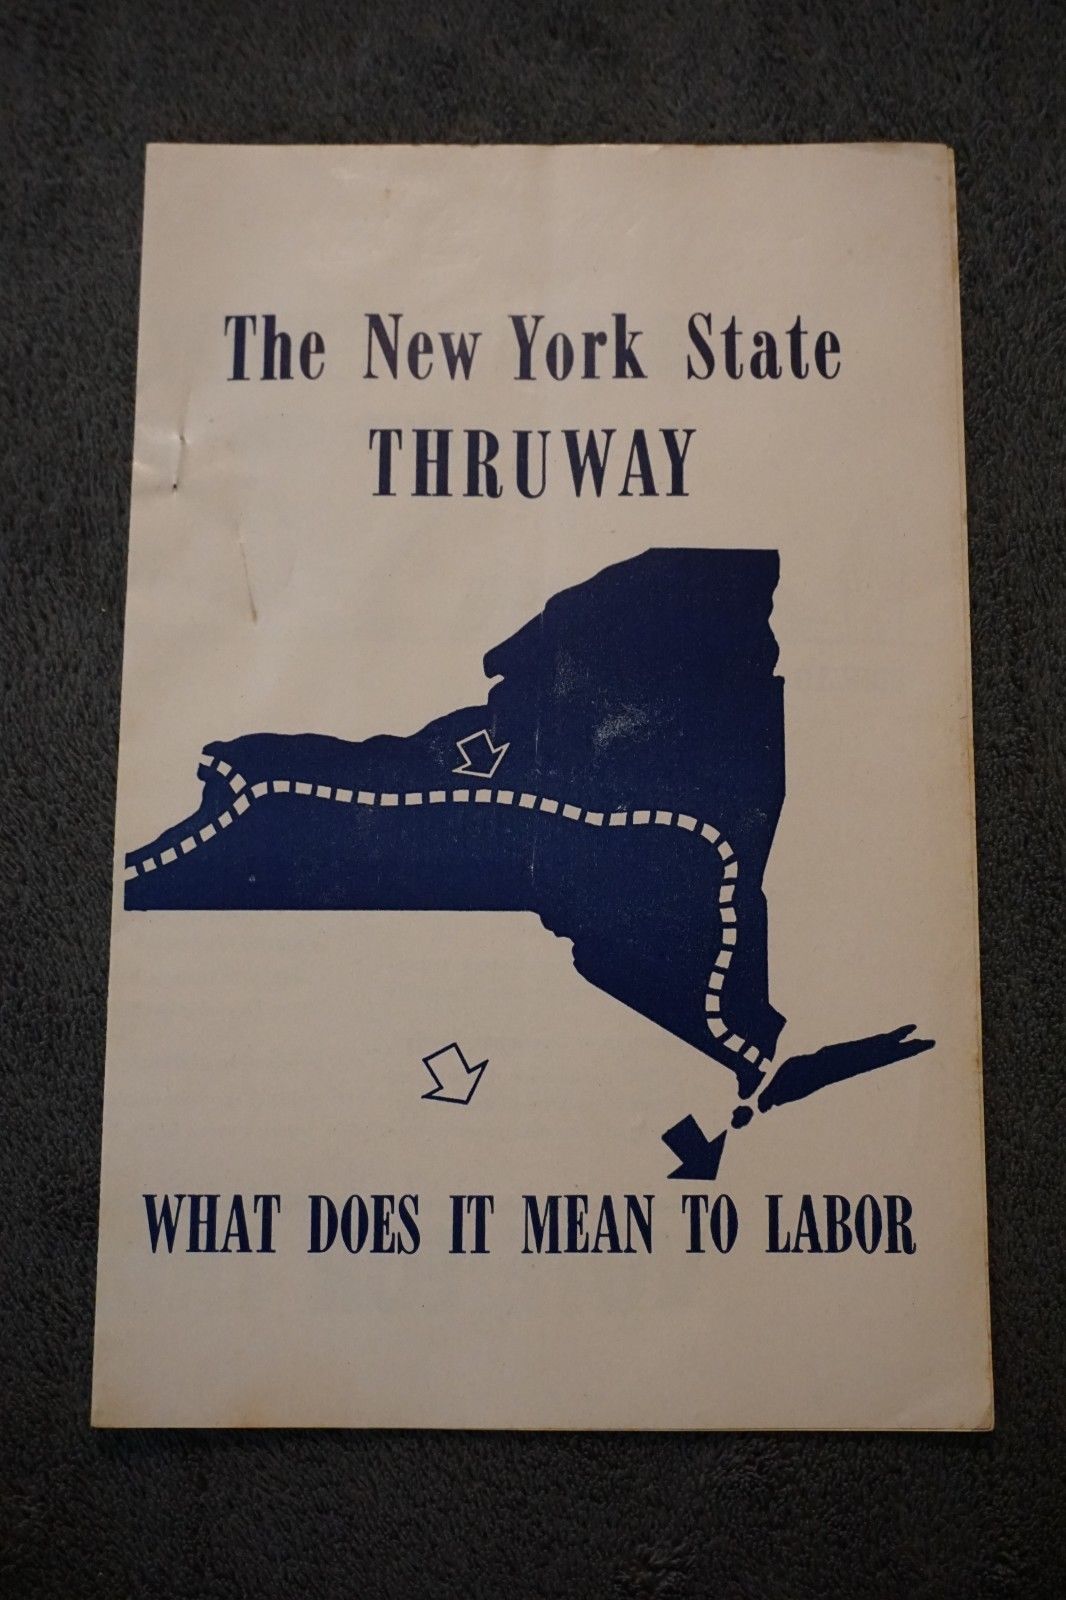 The New York State
THRUWAY
WHAT DOES IT MEAN TO LABOR